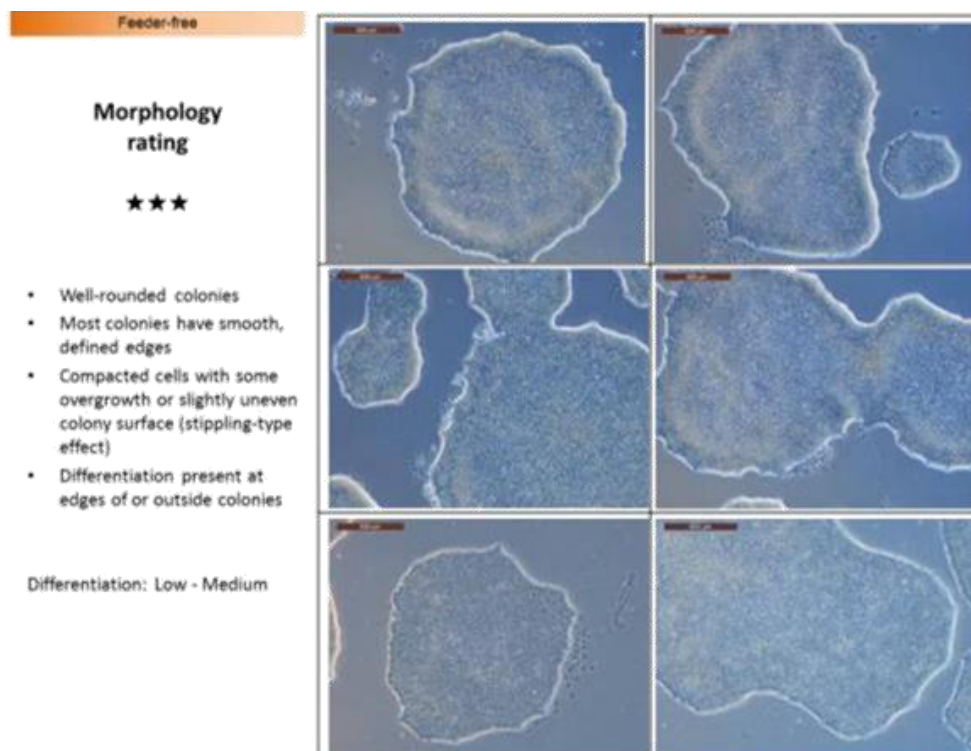 Feeder-free
Morphology
rating
★★★
• Well-rounded colonies
• Most colonies have smooth,
defined edges
• Compacted cells with some
overgrowth or slightly uneven
colony surface (stippling-type
effect)
• Differentiation present at
edges of or outside colonies
Differentiation: Low - Medium